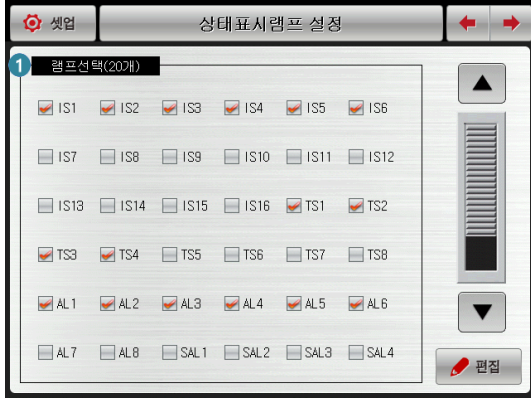 셋업 상태표시램프 설정
1 램프선택(20개)
IS1 IS2 IS3 IS4 IS5 IS6
IS7 IS8 IS9 IS10 IS11 IS12
IS13 IS14 IS15 IS16 TS1 TS2
TS3 TS4 TS5 TS6 TS7 TS8
AL1 AL2 AL3 AL4 AL5 AL6
AL7 AL8 SAL1 SAL2 SAL3 SAL4
편집